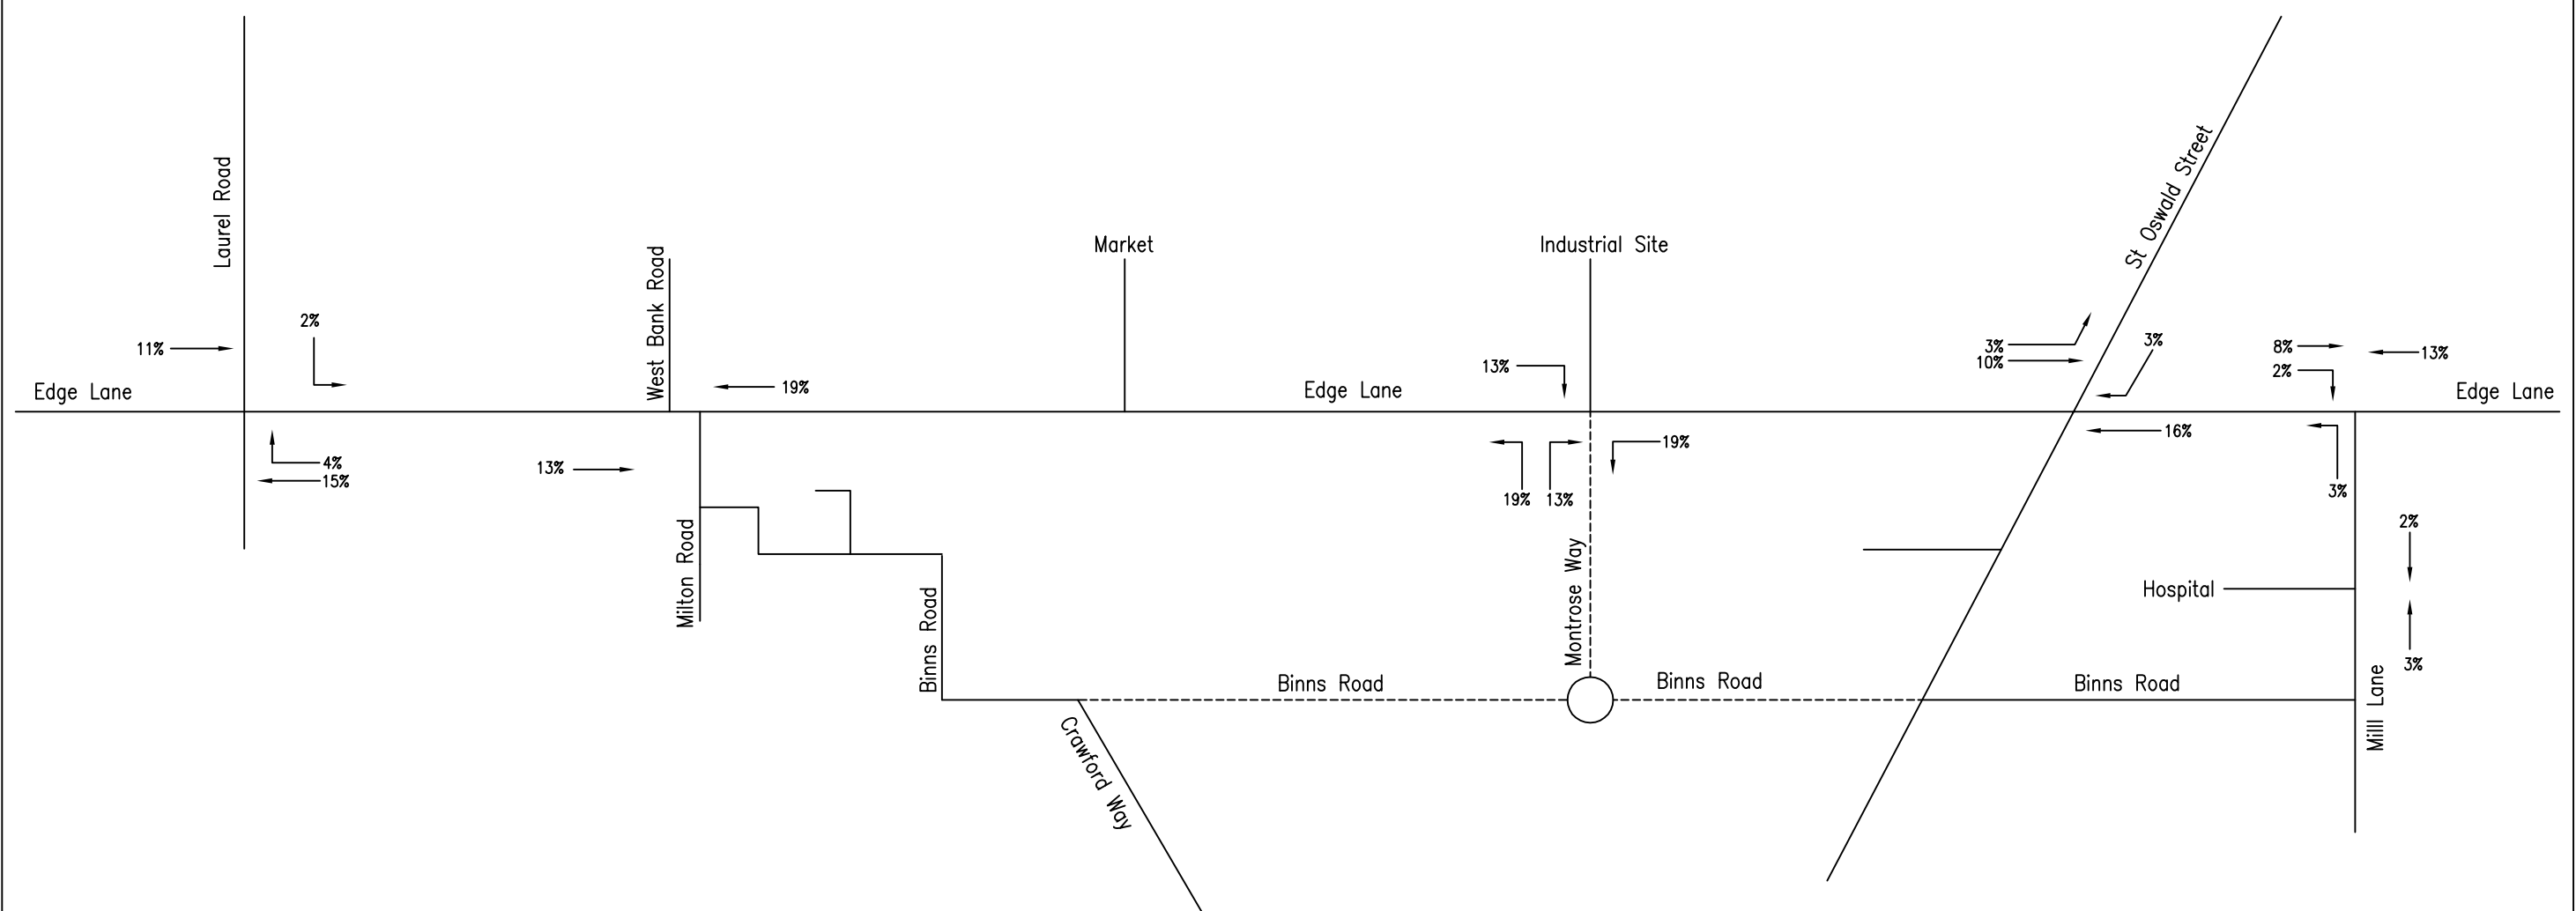 Laurel Road
West Bank Road
Market
Industrial Site
St Oswald Street
2%
11%
3%
10%
3%
8%
2%
13%
13%
19%
Edge Lane
Edge Lane
Edge Lane
4%
15%
13%
19%
13%
19%
16%
3%
2%
Milton Road
Binns Road
Montrose Way
Hospital
3%
Binns Road
Binns Road
Binns Road
Mill Lane
Crawford Way